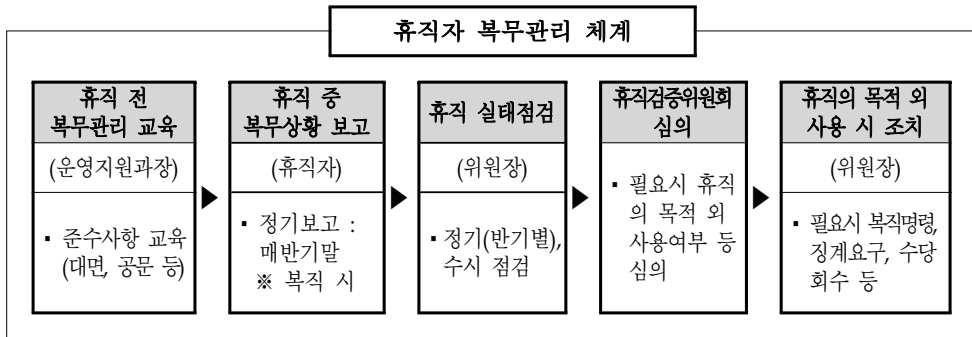 휴직자 복무관리 체계
휴직 전
복무관리 교육
(운영지원과장)
▪ 준수사항 교육
(대면, 공문 등)
휴직 중
복무상황 보고
(휴직자)
▪ 정기보고 :
매반기말
※ 복직 시
휴직 실태점검
(위원장)
▪ 정기(반기별),
수시 점검
휴직검증위원회
심의
▪ 필요시 휴직
의 목적 외
사용여부 등
심의
휴직의 목적 외
사용 시 조치
(위원장)
▪ 필요시 복직명령,
징계요구, 수당
회수 등